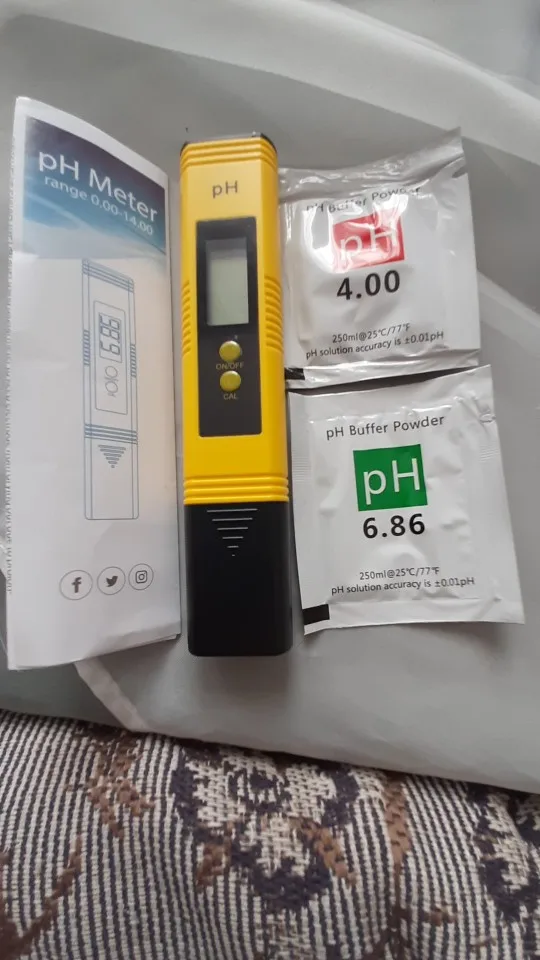 pH Meter
range 0.00-14.00
6.86
pH
ON/OFF
CAL
pH Buffer Powder
pH
4.00
250ml@25℃/77℉
pH solution accuracy is ±0.01pH
pH Buffer Powder
pH
6.86
250ml@25℃/77℉
pH solution accuracy is ±0.01pH